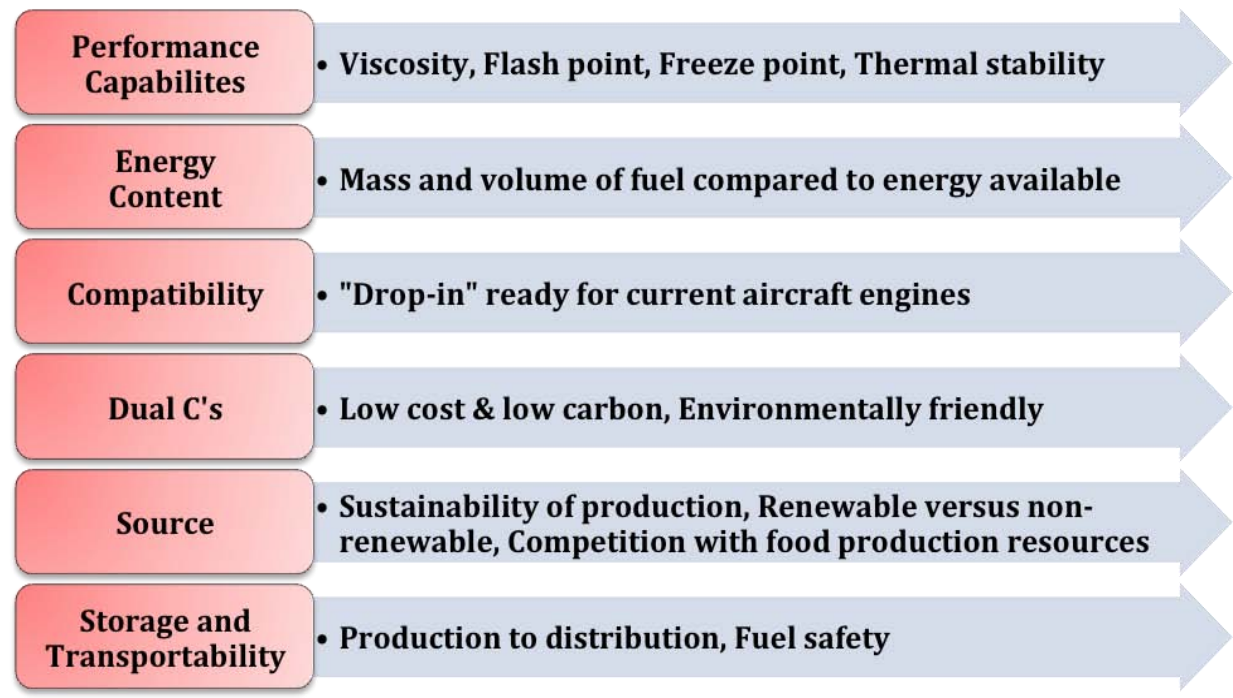 Performance
Capabilites
• Viscosity, Flash point, Freeze point, Thermal stability
Energy
Content
• Mass and volume of fuel compared to energy available
Compatibility
• "Drop-in" ready for current aircraft engines
Dual C's
• Low cost & low carbon, Environmentally friendly
Source
• Sustainability of production, Renewable versus non-
renewable, Competition with food production resources
Storage and
Transportability
• Production to distribution, Fuel safety